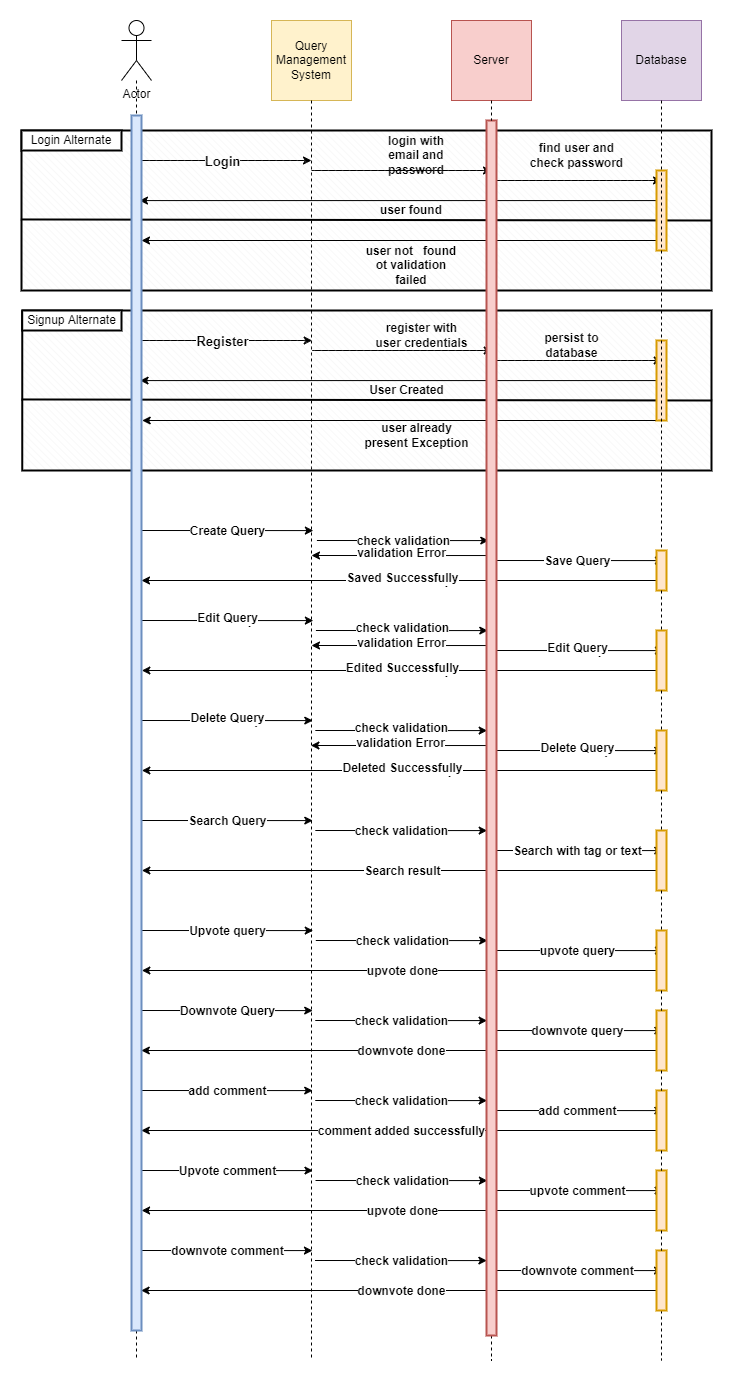 Actor
Query
Management
System
Server
Database
Login Alternate
Login
login with
email and
password
find user and
check password
user found
user not found
ot validation
failed
Signup Alternate
Register
register with
user credentials
persist to
database
User Created
user already
present Exception
Create Query
check validation
validation Error
Save Query
Saved Successfully
Edit Query
check validation
validation Error
Edit Query
Edited Successfully
Delete Query
check validation
validation Error
Delete Query
Deleted Successfully
Search Query
check validation
Search with tag or text
Search result
Upvote query
check validation
upvote query
upvote done
Downvote Query
check validation
downvote query
downvote done
add comment
check validation
add comment
comment added successfully
Upvote comment
check validation
upvote comment
upvote done
downvote comment
check validation
downvote comment
downvote done